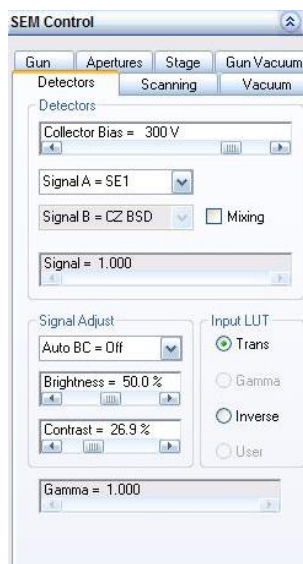 SEM Control
Gun Apertures Stage Gun Vacuum
Detectors Scanning Vacuum
Detectors
Collector Bias = 300 V
Signal A = SE1
Signal B = CZ BSD Mixing
Signal = 1.000
Signal Adjust Input LUT
Auto BC = Off Trans
Gamma
Brightness = 50.0 %
Inverse
Contrast = 26.9 %
User
Gamma = 1.000